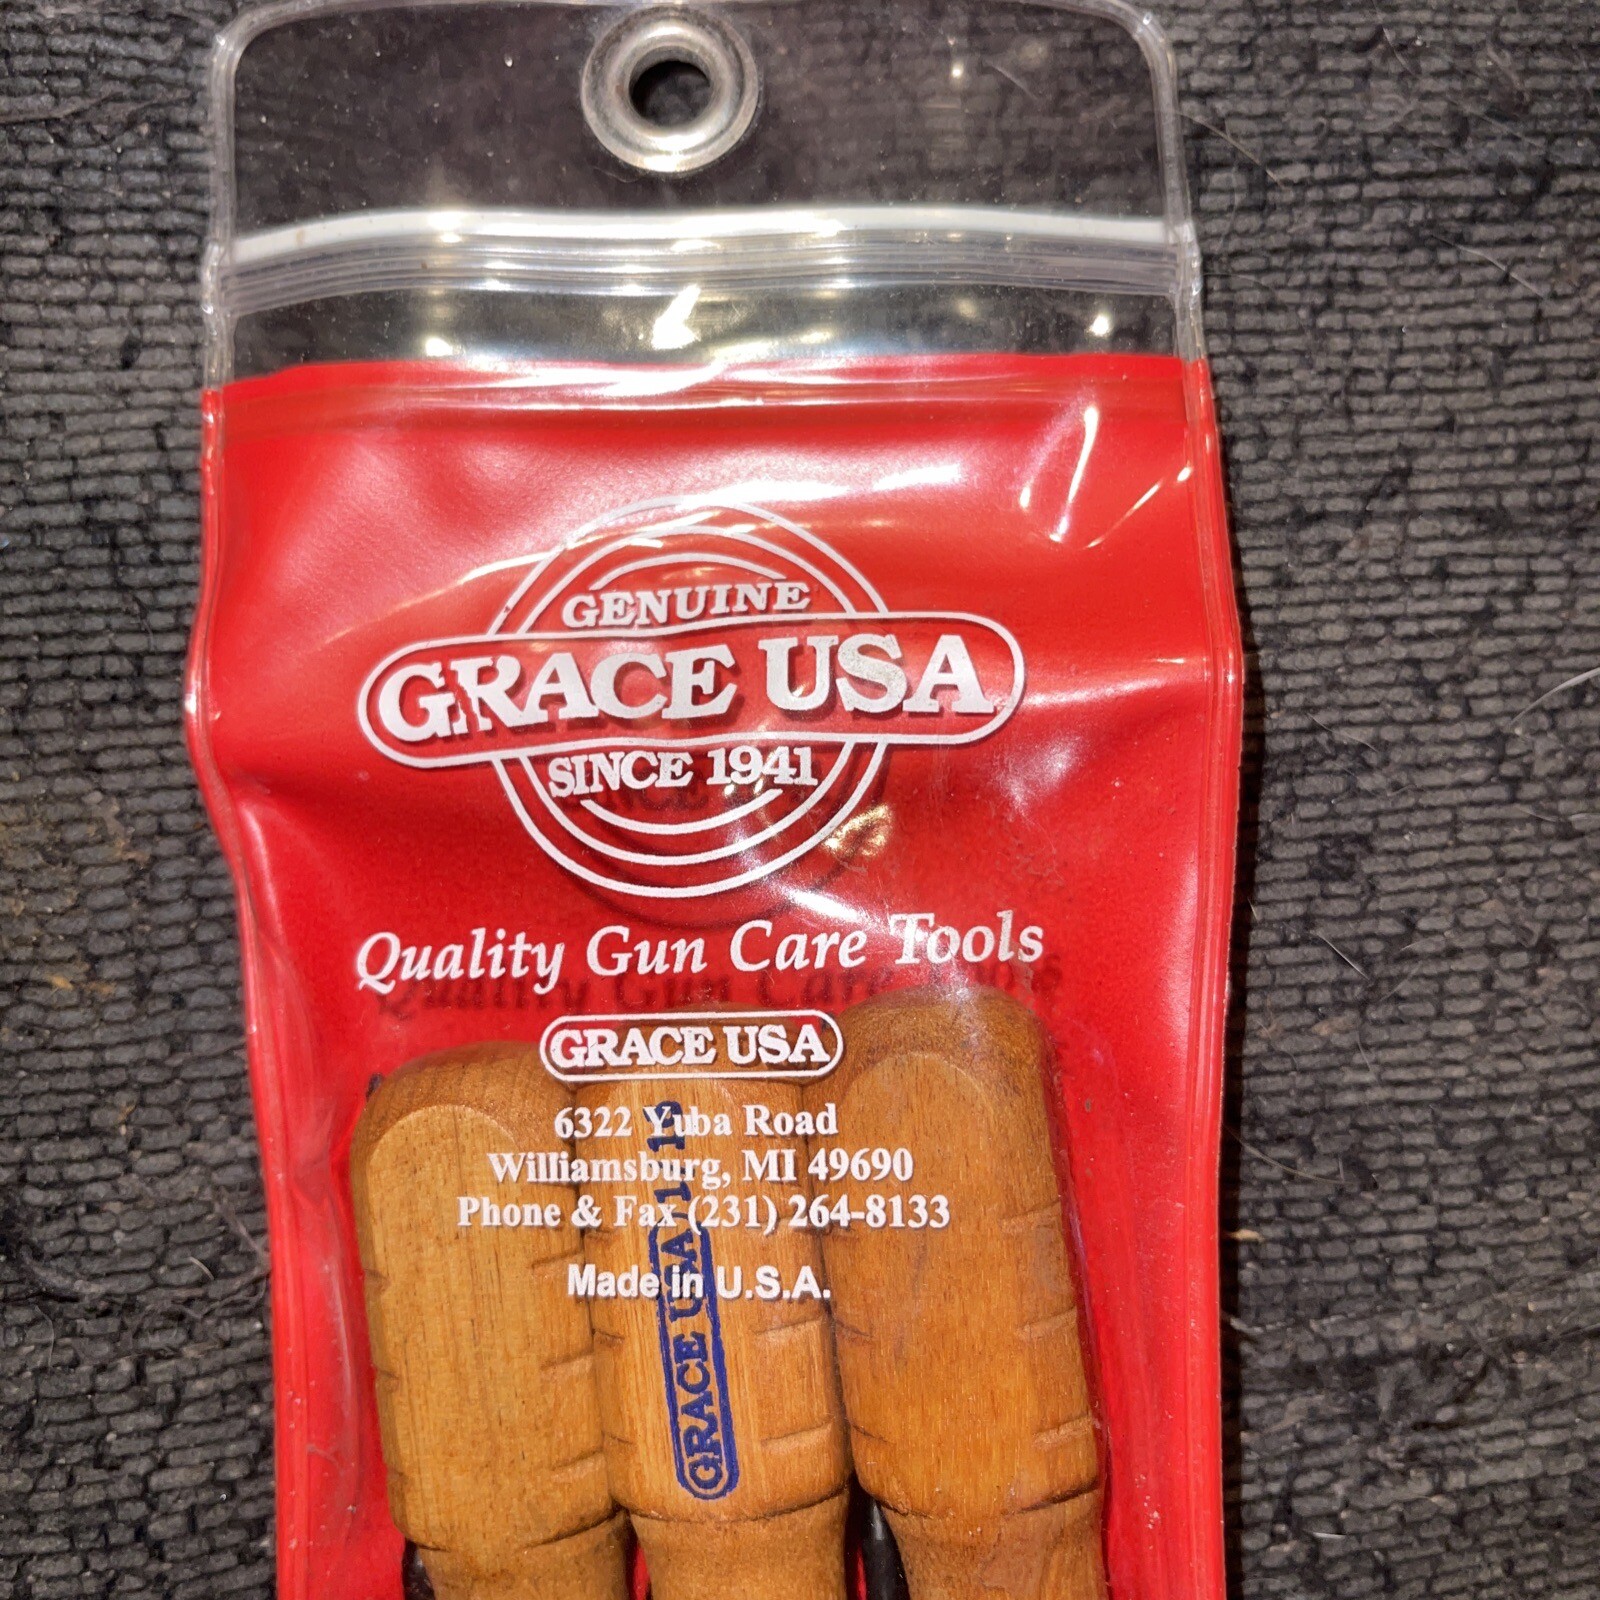 GENUINE
GRACE USA
SINCE 1941
Quality Gun Care Tools
GRACE USA
6322 Yuba Road
Williamsburg, MI 49690
Phone & Fax (231) 264-8133
Made in U.S.A.
GRACE USA